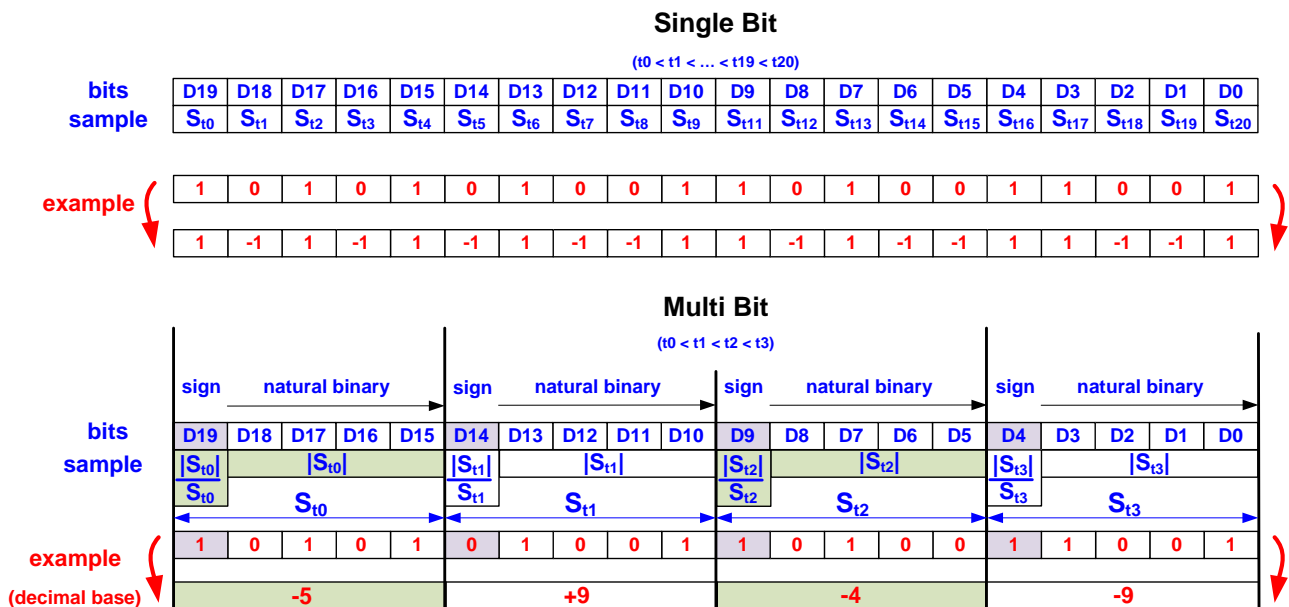 Single Bit
(t0 < t1 < … < t19 < t20)
bits D19 D18 D17 D16 D15 D14 D13 D12 D11 D10 D9 D8 D7 D6 D5 D4 D3 D2 D1 D0
sample St0 St1 St2 St3 St4 St5 St6 St7 St8 St9 St11 St12 St13 St14 St15 St16 St17 St18 St19 St20
example
1 0 1 0 1 0 1 0 0 1 1 0 1 0 0 1 1 0 0 1
1 -1 1 -1 1 -1 1 -1 -1 1 1 -1 1 -1 -1 1 1 -1 -1 1
Multi Bit
(t0 < t1 < t2 < t3)
sign natural binary sign natural binary sign natural binary sign natural binary
bits D19 D18 D17 D16 D15 D14 D13 D12 D11 D10 D9 D8 D7 D6 D5 D4 D3 D2 D1 D0
sample |St0| |St0| |St1| |St1| |St2| |St2| |St3| |St3|
St0 St1 St2 St3
St0 St1 St2 St3
example 1 0 1 0 1 0 1 0 0 1 1 0 1 0 0 1 1 0 0 1
(decimal base) -5 +9 -4 -9